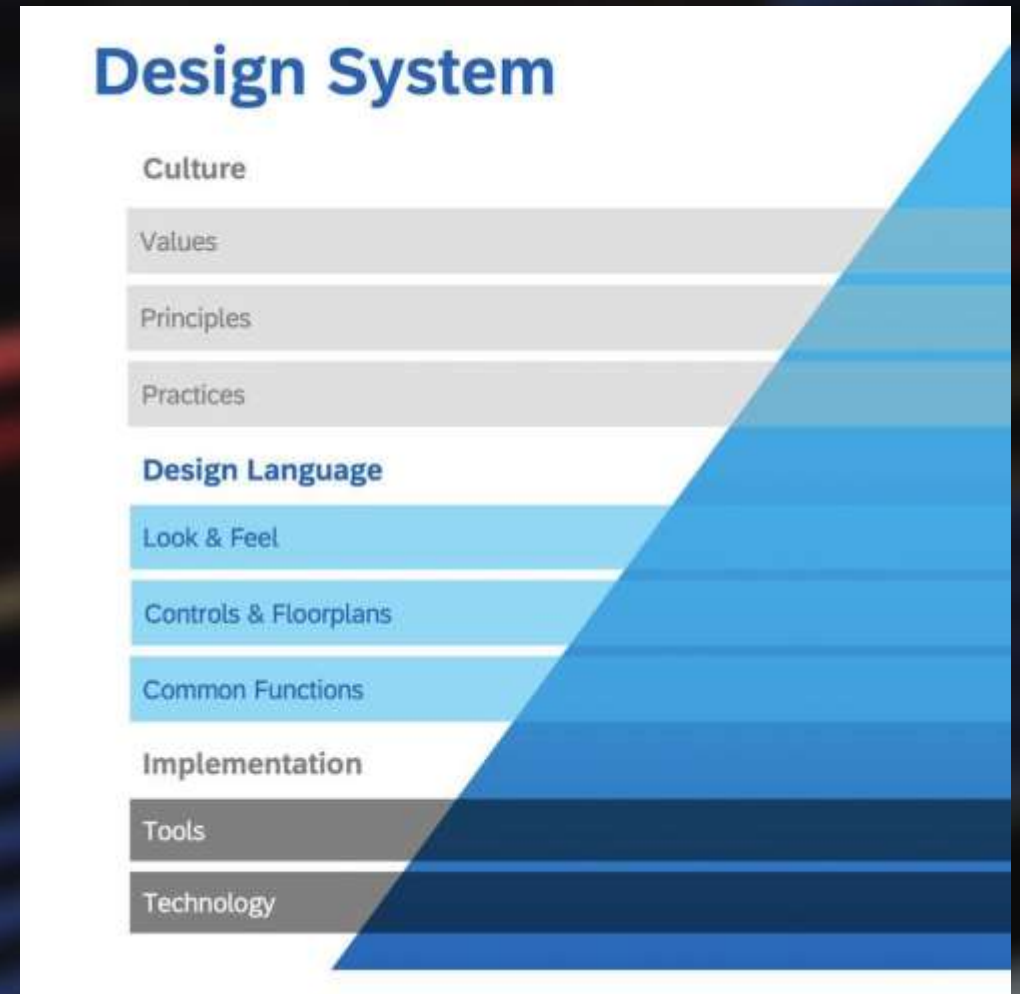 Design System
Culture
Values
Principles
Practices
Design Language
Look & Feel
Controls & Floorplans
Common Functions
Implementation
Tools
Technology